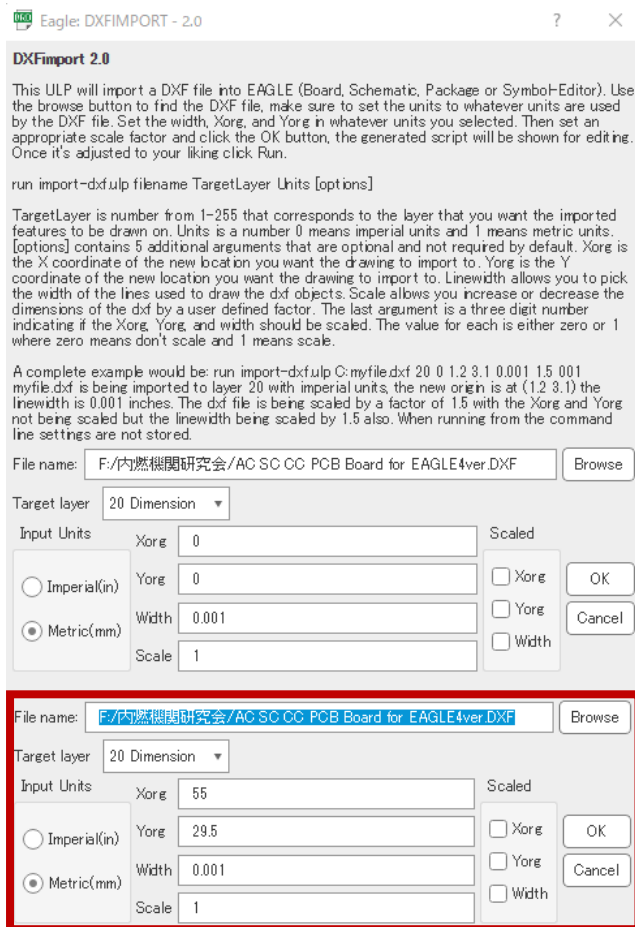 Eagle: DXFIMPORT - 2.0
DXFimport 2.0
This ULP will import a DXF file into EAGLE (Board, Schematic, Package or Symbol-Editor). Use
the browse button to find the DXF file, make sure to set the units to whatever units are used
by the DXF file. Set the width, Xorg, and Yorg in whatever units you selected. Then set an
appropriate scale factor and click the OK button, the generated script will be shown for editing.
Once it's adjusted to your liking click Run.
run import-dxf.ulp filename TargetLayer Units [options]
TargetLayer is number from 1-255 that corresponds to the layer that you want the imported
features to be drawn on. Units is a number 0 means imperial units and 1 means metric units.
[options] contains 5 additional arguments that are optional and not required by default. Xorg is
the X coordinate of the new location you want the drawing to import to. Yorg is the Y
coordinate of the new location you want the drawing to import to. Linewidth allows you to pick
the width of the lines used to draw the dxf objects. Scale allows you increase or decrease the
dimensions of the dxf by a user defined factor. The last argument is a three digit number
indicating if the Xorg, Yorg, and width should be scaled. The value for each is either zero or 1
where zero means don't scale and 1 means scale.
A complete example would be: run import-dxf.ulp C:myfile.dxf 20 0 1.2 3.1 0.001 1.5 001
myfile.dxf is being imported to layer 20 with imperial units, the new origin is at (1.2 3.1) the
linewidth is 0.001 inches. The dxf file is being scaled by a factor of 1.5 with the Xorg and Yorg
not being scaled but the linewidth being scaled by 1.5 also. When running from the command
line settings are not stored.
File name: F:/内燃機関研究会/AC SC CC PCB Board for EAGLE4ver.DXF Browse
Target layer 20 Dimension
Input Units Scaled
Xorg 0
Imperial(in) Yorg 0 Xorg OK
Width 0.001 Yorg Cancel
Metric(mm) Width
Scale 1
File name: F:/内燃機関研究会/AC SC CC PCB Board for EAGLE4ver.DXF Browse
Target layer 20 Dimension
Input Units Scaled
Xorg 55
Imperial(in) Yorg 29.5 Xorg OK
Width 0.001 Yorg Cancel
Metric(mm) Width
Scale 1